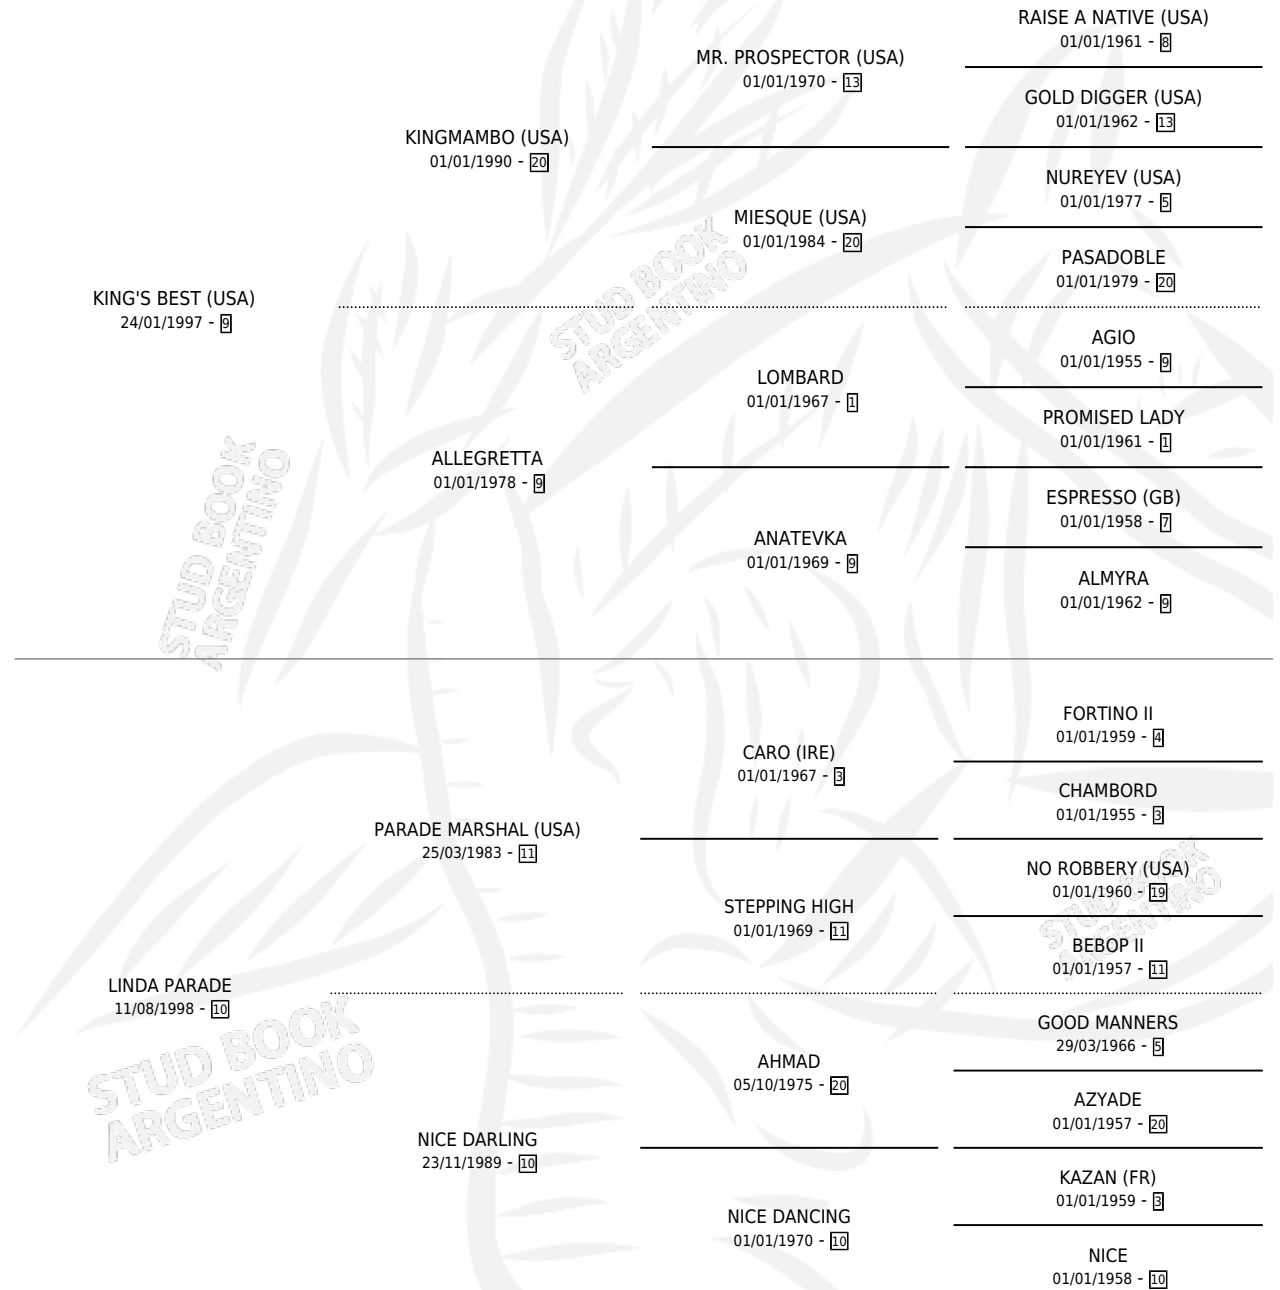 RAISE A NATIVE (USA)
01/01/1961 - 8
MR. PROSPECTOR (USA)
01/01/1970 - 13
GOLD DIGGER (USA)
01/01/1962 - 13
KINGMAMBO (USA)
01/01/1990 - 20
NUREYEV (USA)
01/01/1977 - 5
MIESQUE (USA)
01/01/1984 - 20
PASADOBLE
01/01/1979 - 20
KING'S BEST (USA)
24/01/1997 - 9
STUD BOOK
ARGENTINO
AGIO
01/01/1955 - 9
LOMBARD
01/01/1967 - 1
PROMISED LADY
01/01/1961 - 1
ALLEGRETTA
01/01/1978 - 9
ESPRESSO (GB)
01/01/1958 - 7
ANATEVKA
01/01/1969 - 9
ALMYRA
01/01/1962 - 9
STUD BOOK
ARGENTINO
FORTINO II
01/01/1959 - 4
CARO (IRE)
01/01/1967 - 3
CHAMBORD
01/01/1955 - 3
PARADE MARSHAL (USA)
25/03/1983 - 11
NO ROBBERY (USA)
01/01/1960 - 19
STEPPING HIGH
01/01/1969 - 11
STUD BOOK
ARGENTINO
BEBOP II
01/01/1957 - 11
LINDA PARADE
11/08/1998 - 10
STUD BOOK
ARGENTINO
GOOD MANNERS
29/03/1966 - 5
AHMAD
05/10/1975 - 20
AZYADE
01/01/1957 - 20
NICE DARLING
23/11/1989 - 10
KAZAN (FR)
01/01/1959 - 3
NICE DANCING
01/01/1970 - 10
NICE
01/01/1958 - 10